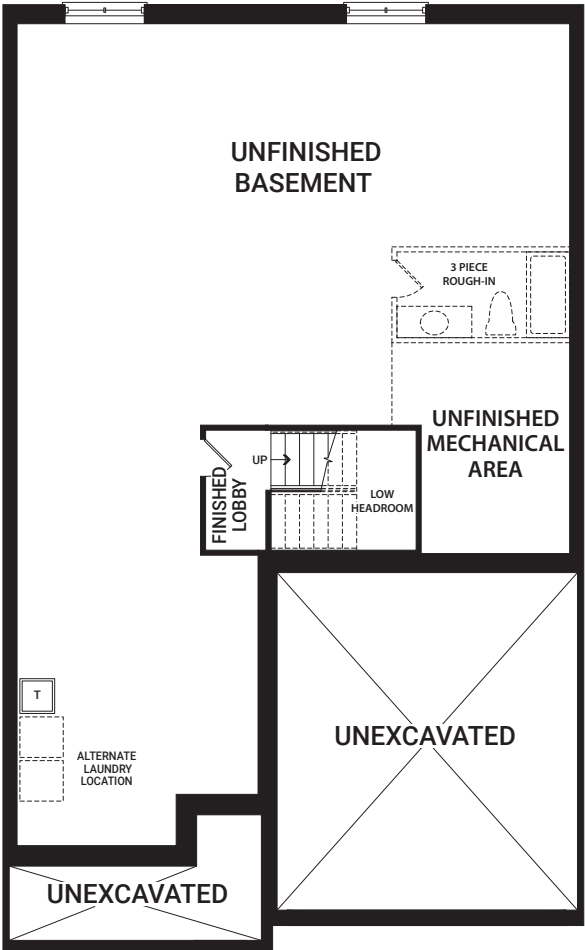 UNFINISHED
BASEMENT
3 PIECE
ROUGH-IN
UNFINISHED
MECHANICAL
AREA
UP
FINISHED
LOBBY
LOW
HEADROOM
T
ALTERNATE
LAUNDRY
LOCATION
UNEXCAVATED
UNEXCAVATED